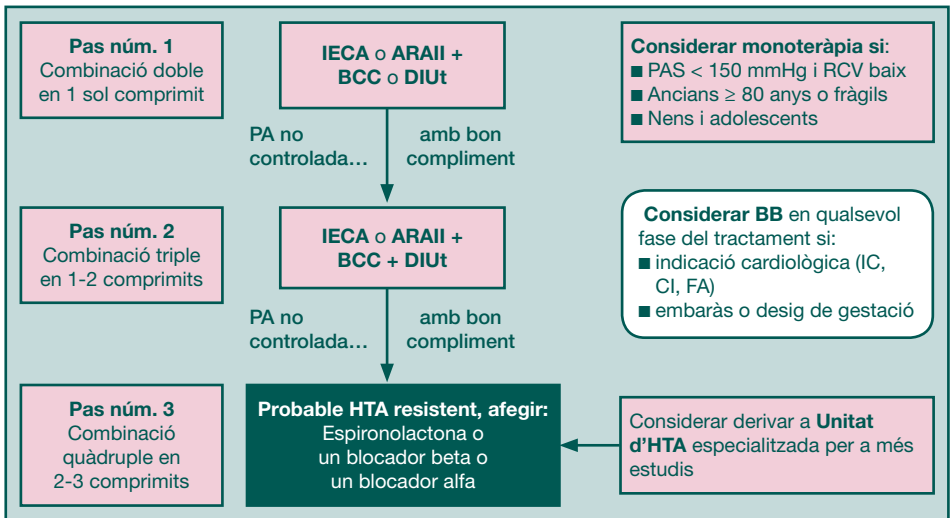 Pas núm. 1
Combinació doble
en 1 sol comprimit
IECA o ARAII +
BCC o DIUt
Considerar monoteràpia si:
■ PAS < 150 mmHg i RCV baix
■ Ancians ≥ 80 anys o fràgils
■ Nens i adolescents
PA no
controlada…
amb bon
compliment
Pas núm. 2
Combinació triple
en 1-2 comprimits
IECA o ARAII +
BCC + DIUt
Considerar BB en qualsevol
fase del tractament si:
■ indicació cardiològica (IC,
CI, FA)
■ embaràs o desig de gestació
PA no
controlada…
amb bon
compliment
Pas núm. 3
Combinació
quàdruple en
2-3 comprimits
Probable HTA resistent, afegir:
Espironolactona o
un blocador beta o
un blocador alfa
Considerar derivar a Unitat
d'HTA especialitzada per a més
estudis